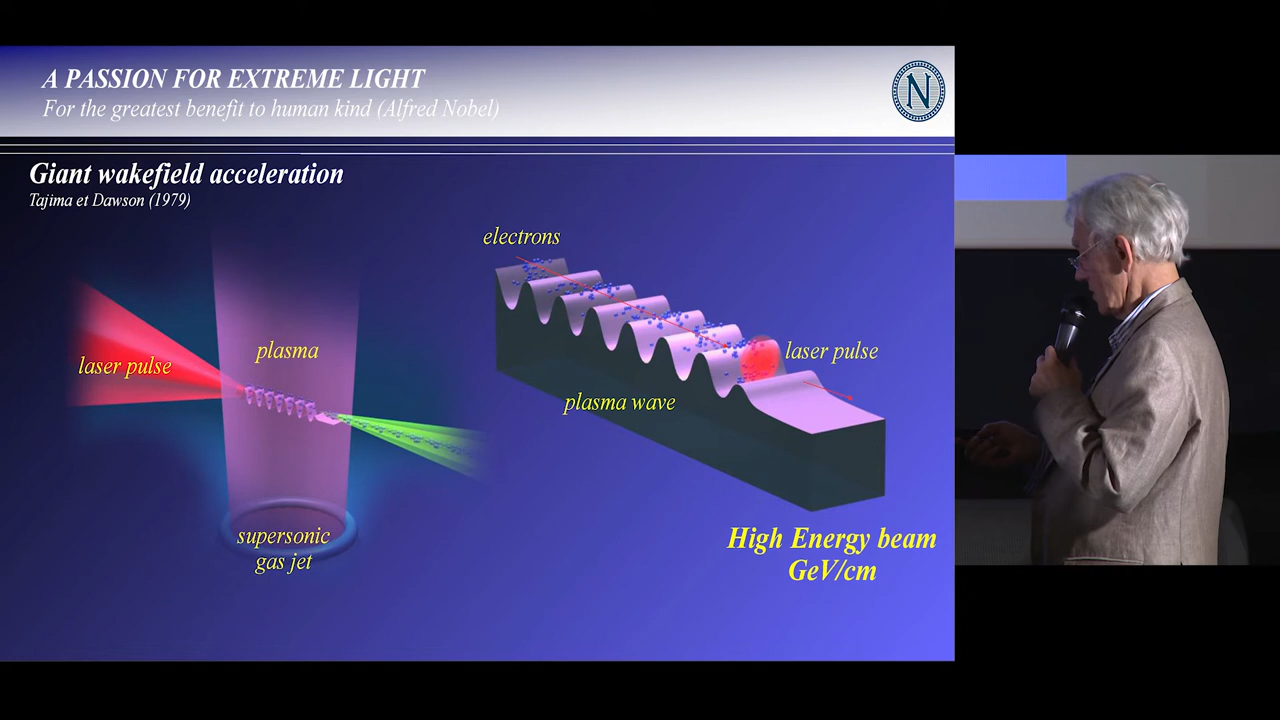 A PASSION FOR EXTREME LIGHT
For the greatest benefit to human kind (Alfred Nobel)
N
Giant wakefield acceleration
Tajima et Dawson (1979)
electrons
laser pulse
plasma
laser pulse
plasma wave
supersonic
gas jet
High Energy beam
GeV/cm